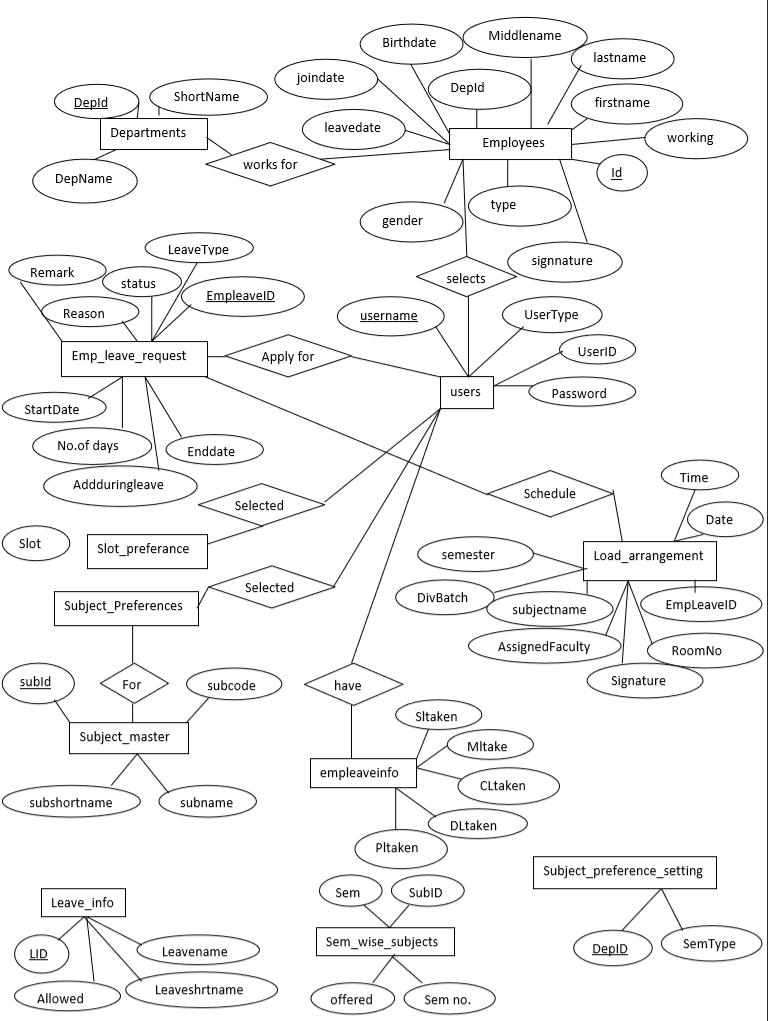 Birthdate
Middlename
lastname
joindate
DepId
DepId
ShortName
firstname
leavedate
Departments
Employees
working
works for
Id
DepName
type
gender
LeaveType
signnature
Remark
status
selects
EmpleaveID
Reason
username
UserType
Emp_leave_request
Apply for
UserID
users
Password
StartDate
No.of days
Enddate
Time
Addduringleave
Schedule
Selected
Date
Slot
Slot_preferance
semester
Load_arrangement
Selected
DivBatch
Subject_Preferences
subjectname
EmpLeaveID
AssignedFaculty
RoomNo
subId
For
subcode
have
Signature
Sltaken
Subject_master
Mltake
empleaveinfo
CLtaken
subshortname
subname
DLtaken
Pltaken
Subject_preference_setting
Sem
SubID
Leave_info
Sem_wise_subjects
LID
Leavename
DepID
SemType
Allowed
Leaveshrtname
offered
Sem no.